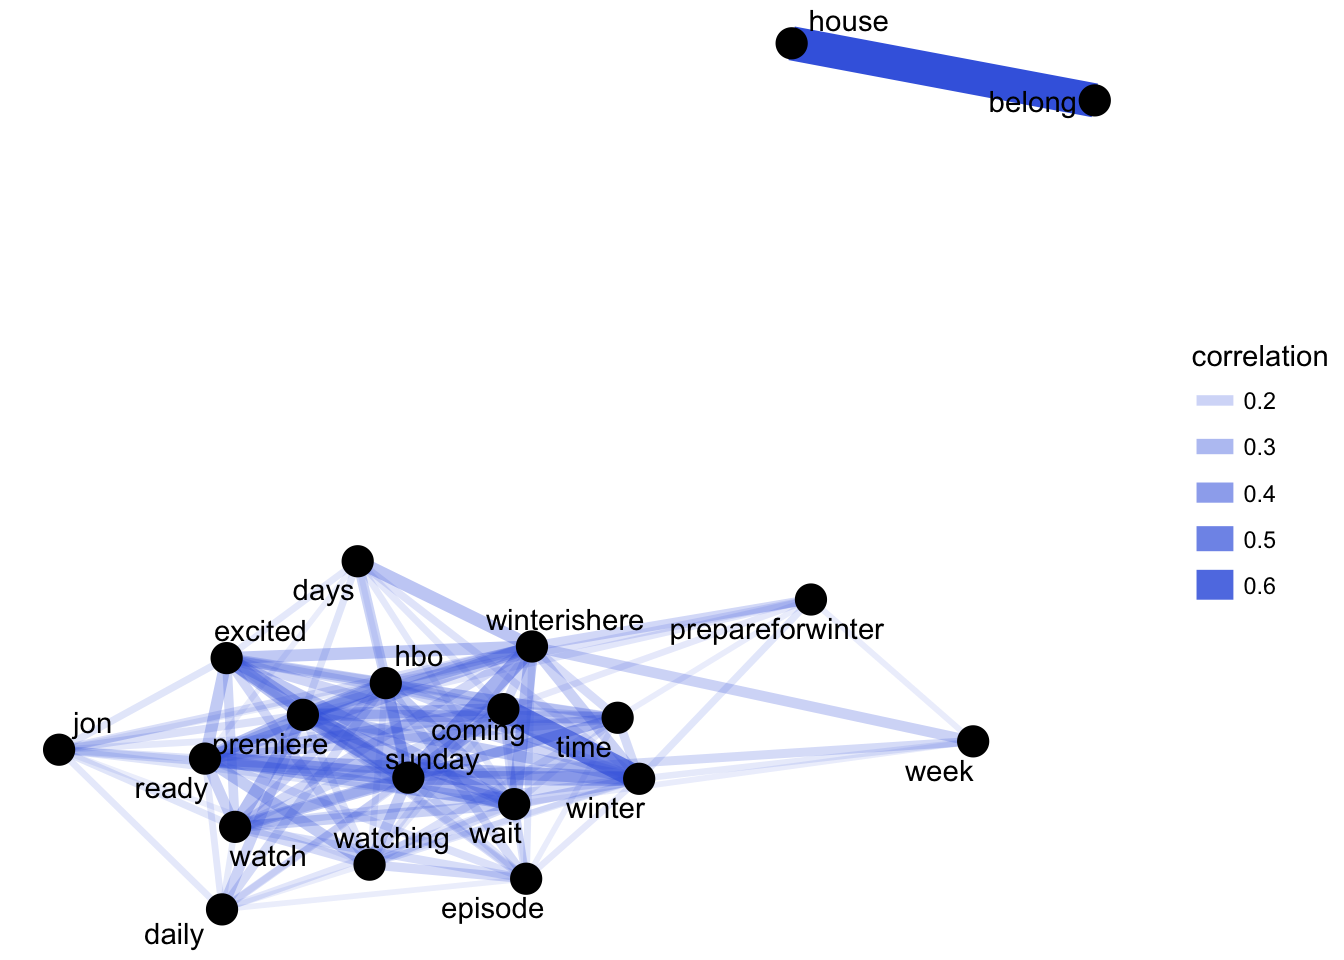 house
belong
correlation
0.2
0.3
0.4
0.5
0.6
days
winterishere
prepareforwinter
excited
hbo
jon
premiere
coming
time
sunday
week
ready
winter
watching
wait
watch
episode
daily